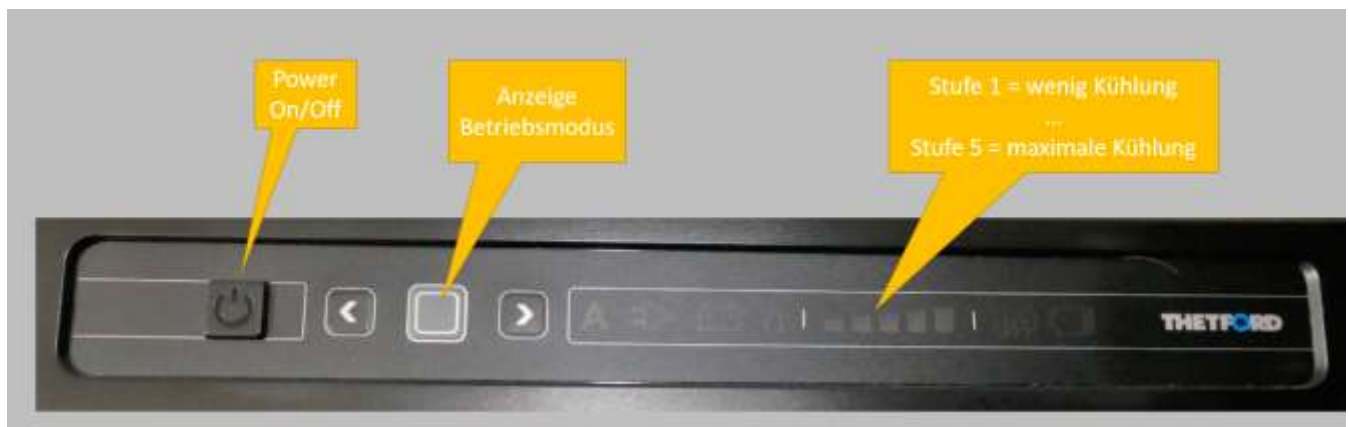 Power
On/Off
Anzeige
Betriebsmodus
Stufe 1 = wenig Kühlung
...
Stufe 5 = maximale Kühlung
A
THETFORD